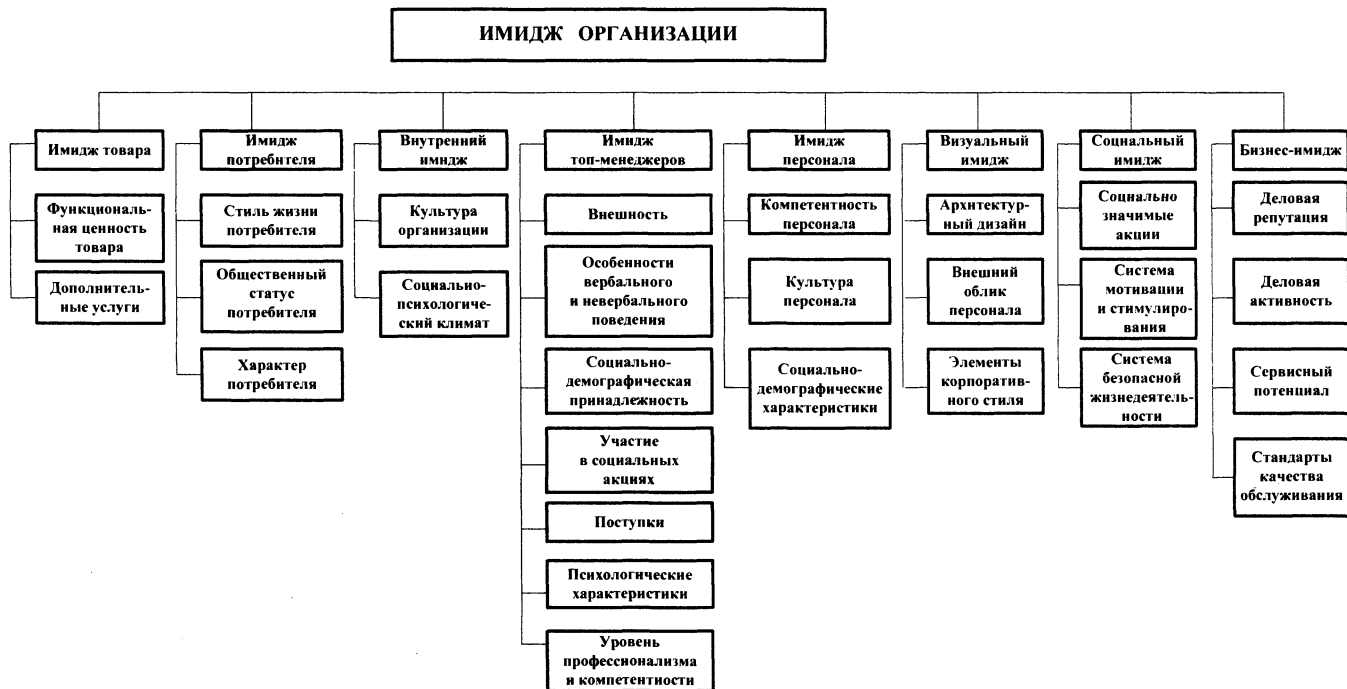 ИМИДЖ ОРГАНИЗАЦИИ
Имидж товара
Функциональ-
ная ценность
товара
Дополнитель-
ные услуги
Имидж
потребителя
Стиль жизни
потребителя
Общественный
статус
потребителя
Характер
потребителя
Внутренний
имидж
Культура
организации
Социально-
психологиче-
ский климат
Имидж
топ-менеджеров
Внешность
Особенности
вербального
и невербального
поведения
Социально-
демографическая
принадлежность
Участие
в социальных
акциях
Поступки
Психологические
характеристики
Уровень
профессионализма
и компетентности
Имидж
персонала
Компетентность
персонала
Культура
персонала
Социально-
демографические
характеристики
Визуальный
имидж
Архитектур-
ный дизайн
Внешний
облик
персонала
Элементы
корпоратив-
ного стиля
Социальный
имидж
Социально
значимые
акции
Система
мотивации
и стимулиро-
вания
Система
безопасной
жизнедеятель-
ности
Бизнес-имидж
Деловая
репутация
Деловая
активность
Сервисный
потенциал
Стандарты
качества
обслуживания